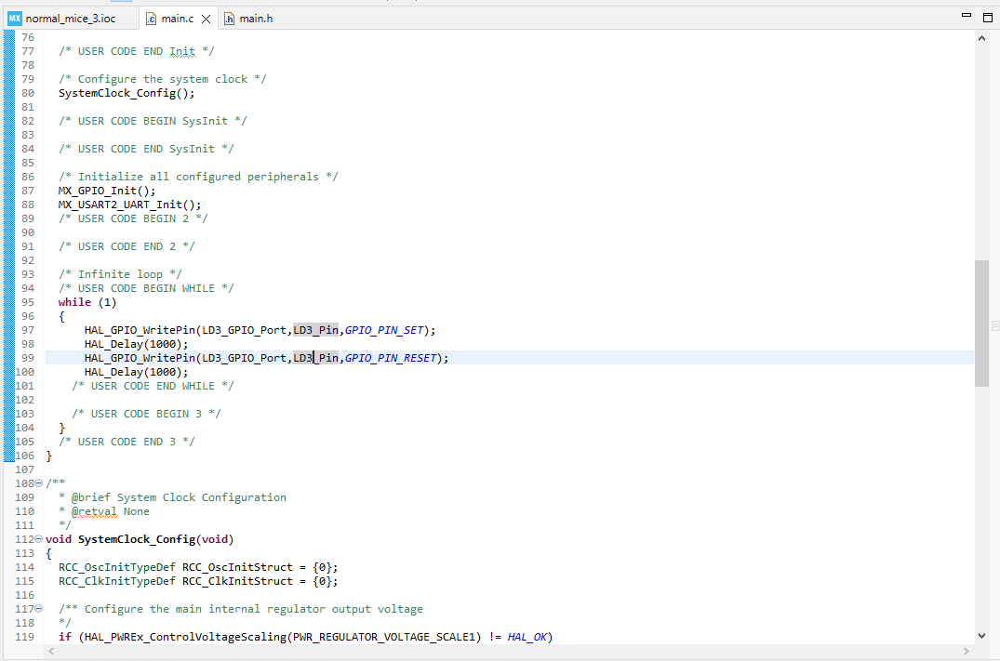 MX normal_mice_3.ioc main.c main.h
76
77 /* USER CODE END Init */
78
79 /* Configure the system clock */
80 SystemClock_Config();
81
82 /* USER CODE BEGIN SysInit */
83
84 /* USER CODE END SysInit */
85
86 /* Initialize all configured peripherals */
87 MX_GPIO_Init();
88 MX_USART2_UART_Init();
89 /* USER CODE BEGIN 2 */
90
91 /* USER CODE END 2 */
92
93 /* Infinite loop */
94 /* USER CODE BEGIN WHILE */
95 while (1)
96 {
97 HAL_GPIO_WritePin(LD3_GPIO_Port,LD3_Pin,GPIO_PIN_SET);
98 HAL_Delay(1000);
99 HAL_GPIO_WritePin(LD3_GPIO_Port,LD3_Pin,GPIO_PIN_RESET);
100 HAL_Delay(1000);
101 /* USER CODE END WHILE */
102
103 /* USER CODE BEGIN 3 */
104 }
105 /* USER CODE END 3 */
106 }
107
108 /**
109 * @brief System Clock Configuration
110 * @retval None
111 */
112 void SystemClock_Config(void)
113 {
114 RCC_OscInitTypeDef RCC_OscInitStruct = {0};
115 RCC_ClkInitTypeDef RCC_ClkInitStruct = {0};
116
117 /** Configure the main internal regulator output voltage
118 */
119 if (HAL_PWREx_ControlVoltageScaling(PWR_REGULATOR_VOLTAGE_SCALE1) != HAL_OK)